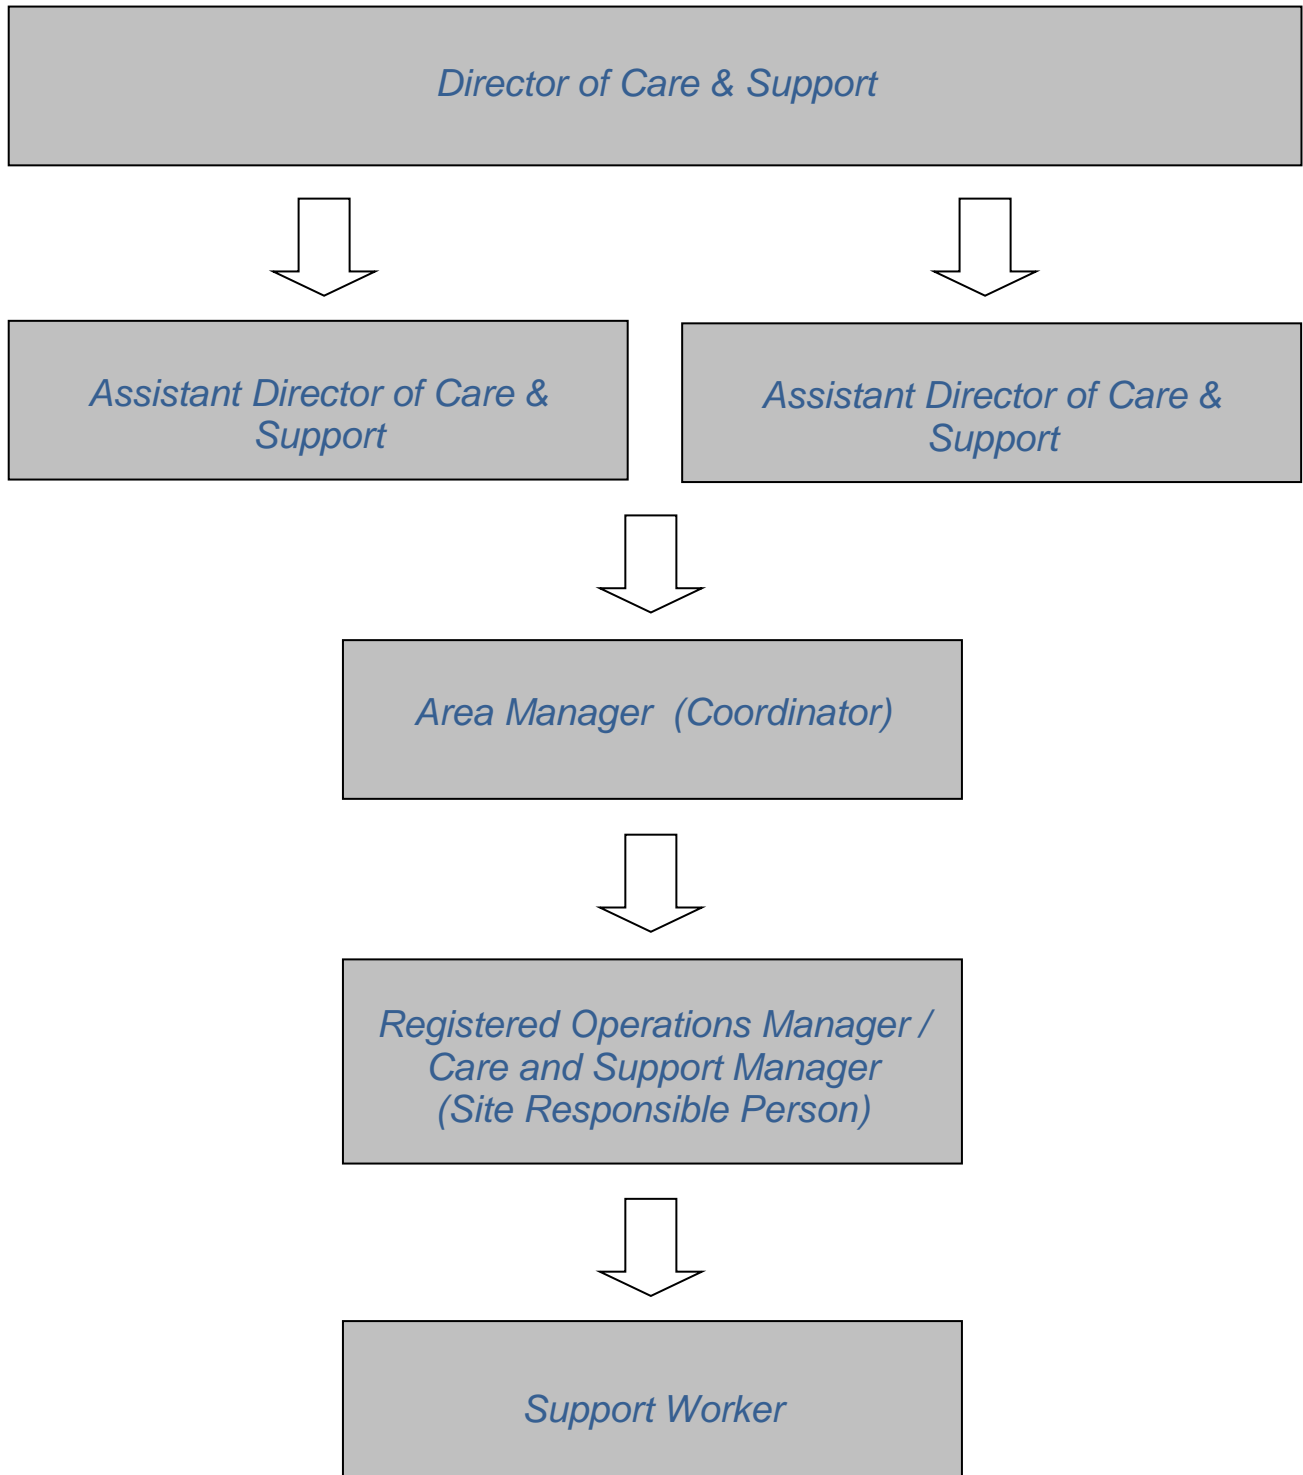 Director of Care & Support
Assistant Director of Care &
Support
Assistant Director of Care &
Support
Area Manager  (Coordinator)
Registered Operations Manager /
Care and Support Manager
(Site Responsible Person)
Support Worker